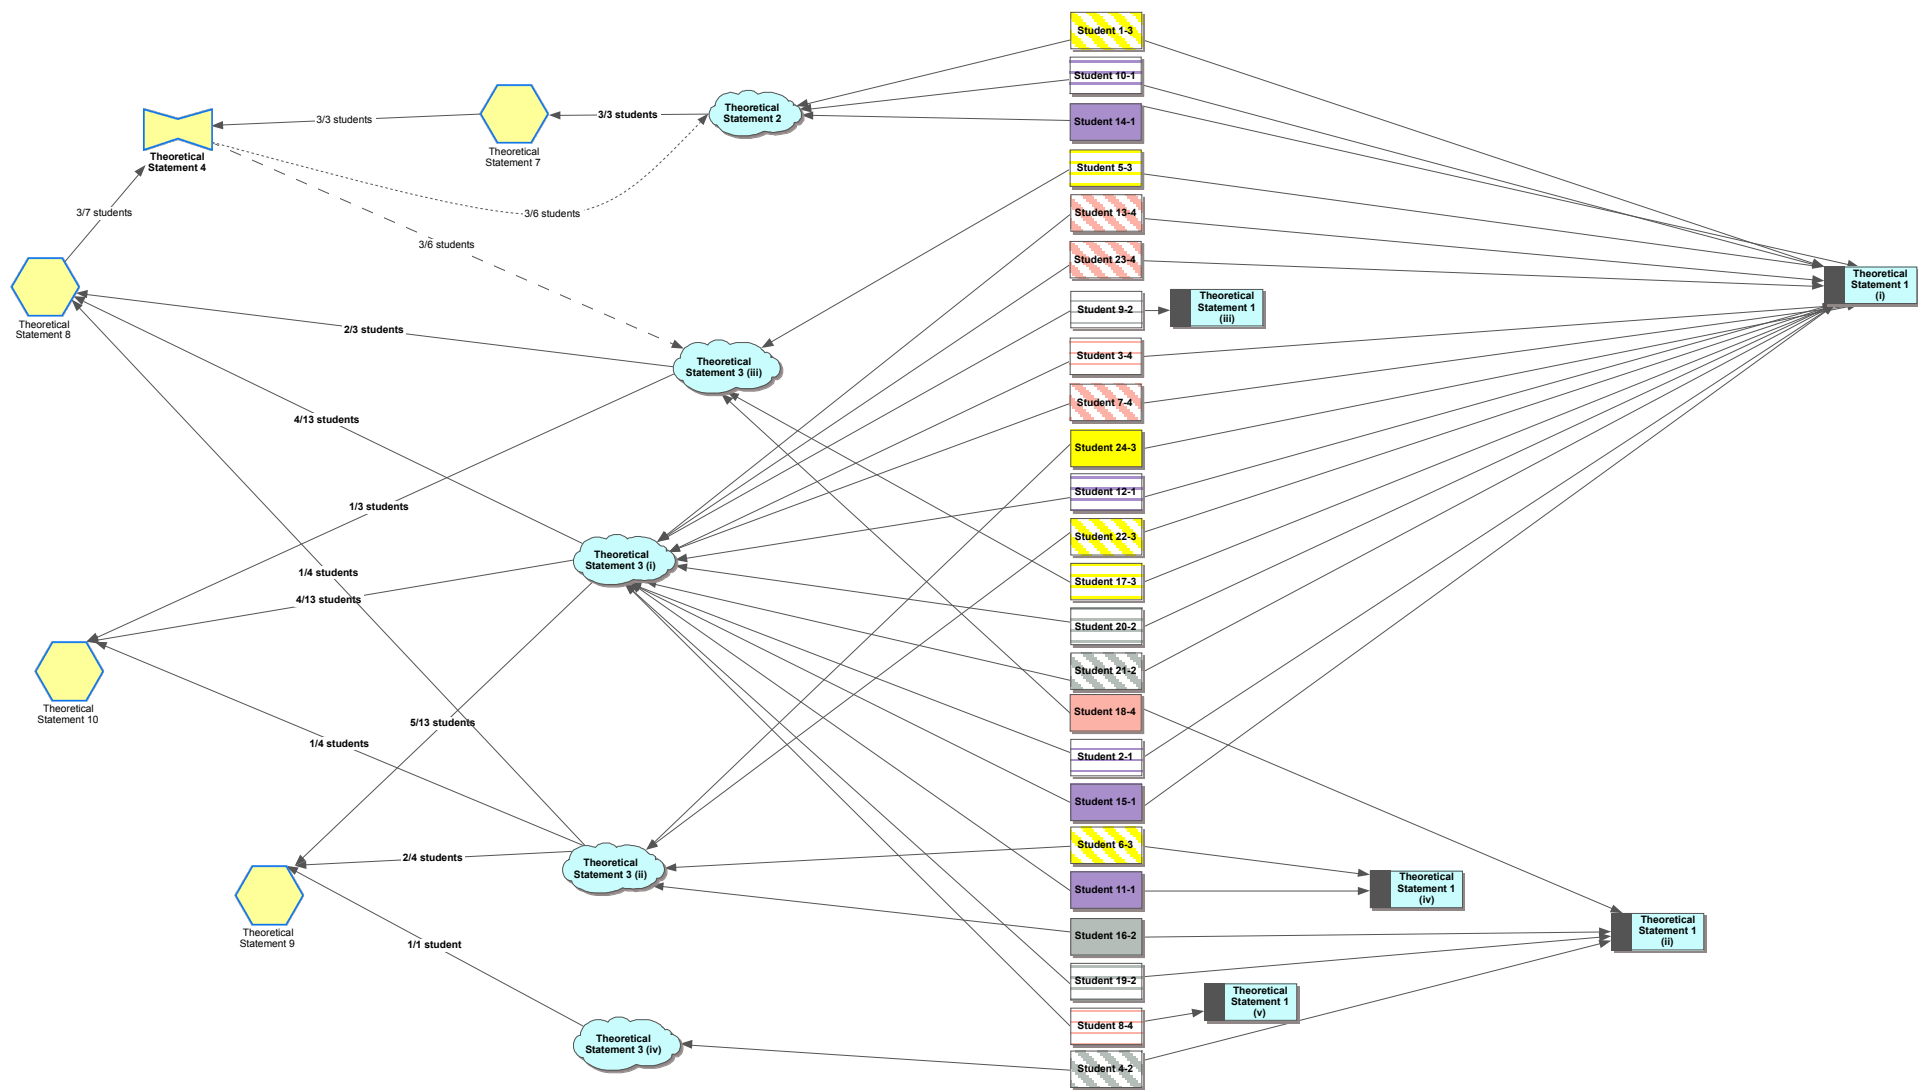 Student 1-3
Student 10-1
Student 14-1
Student 5-3
Student 13-4
Student 23-4
Student 9-2
Student 3-4
Student 7-4
Student 24-3
Student 12-1
Student 22-3
Student 17-3
Student 20-2
Student 21-2
Student 18-4
Student 2-1
Student 15-1
Student 6-3
Student 11-1
Student 16-2
Student 19-2
Student 8-4
Student 4-2
Theoretical
Statement 2
3/3 students
Theoretical
Statement 7
3/3 students
Theoretical
Statement 4
3/6 students
3/6 students
3/7 students
Theoretical
Statement 8
2/3 students
Theoretical
Statement 3 (iii)
4/13 students
1/3 students
Theoretical
Statement 3 (i)
1/4 students
4/13 students
Theoretical
Statement 10
5/13 students
1/4 students
2/4 students
Theoretical
Statement 3 (ii)
Theoretical
Statement 9
1/1 student
Theoretical
Statement 3 (iv)
Theoretical
Statement 1
(i)
Theoretical
Statement 1
(iii)
Theoretical
Statement 1
(iv)
Theoretical
Statement 1
(ii)
Theoretical
Statement 1
(v)